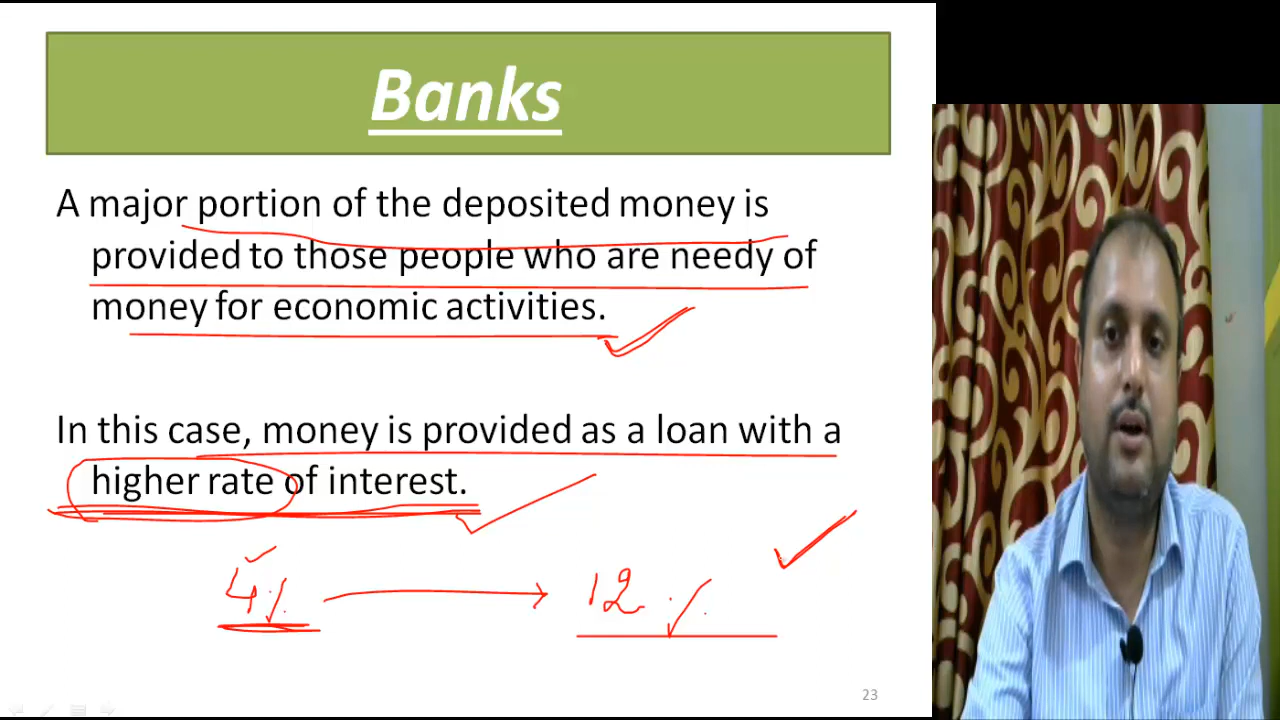 Banks
A major portion of the deposited money is
provided to those people who are needy of
money for economic activities.
In this case, money is provided as a loan with a
higher rate of interest.
4% 12 %
23